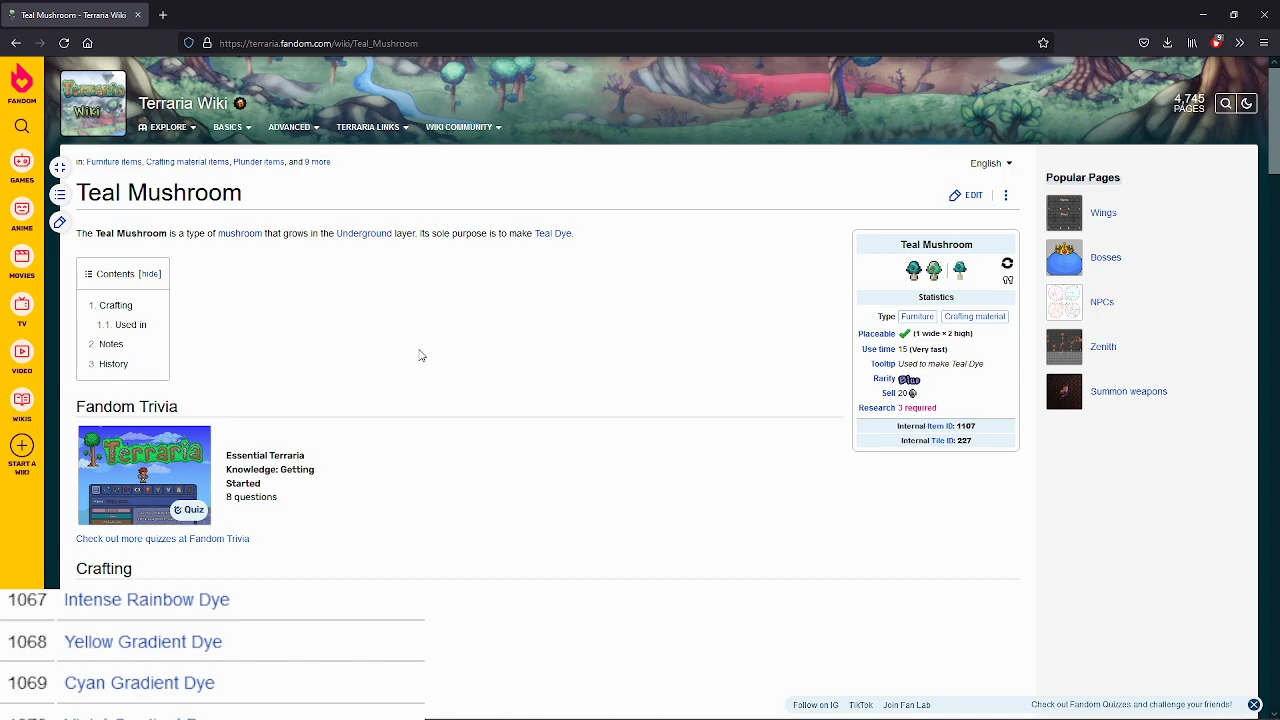 Teal Mushroom - Terraria Wiki
https://terraria.fandom.com/wiki/Teal_Mushroom
9
FANDOM
GAMES
ANIME
MOVIES
TV
VIDEO
WIKIS
START A
WIKI
Terraria
Wiki
Terraria Wiki
4,745
PAGES
EXPLORE
BASICS
ADVANCED
TERRARIA LINKS
WIKI COMMUNITY
in: Furniture items, Crafting material items, Plunder items, and 9 more
English
Teal Mushroom
EDIT
The Teal Mushroom is a type of mushroom that grows in the Underground layer. Its sole purpose is to make Teal Dye.
Contents [hide]
1. Crafting
1.1. Used in
2. Notes
3. History
Fandom Trivia
Terraria
Quiz
Essential Terraria
Knowledge: Getting
Started
8 questions
Check out more quizzes at Fandom Trivia
Crafting
Teal Mushroom
Statistics
Type Furniture Crafting material
Placeable (1 wide × 2 high)
Use time 15 (Very fast)
Tooltip Used to make Teal Dye
Rarity Blue
Sell 20
Research 3 required
Internal Item ID: 1107
Internal Tile ID: 227
Popular Pages
Wings
Bosses
NPCs
Zenith
Summon weapons
1067 Intense Rainbow Dye
1068 Yellow Gradient Dye
1069 Cyan Gradient Dye
Follow on IG TikTok Join Fan Lab
Check out Fandom Quizzes and challenge your friends!